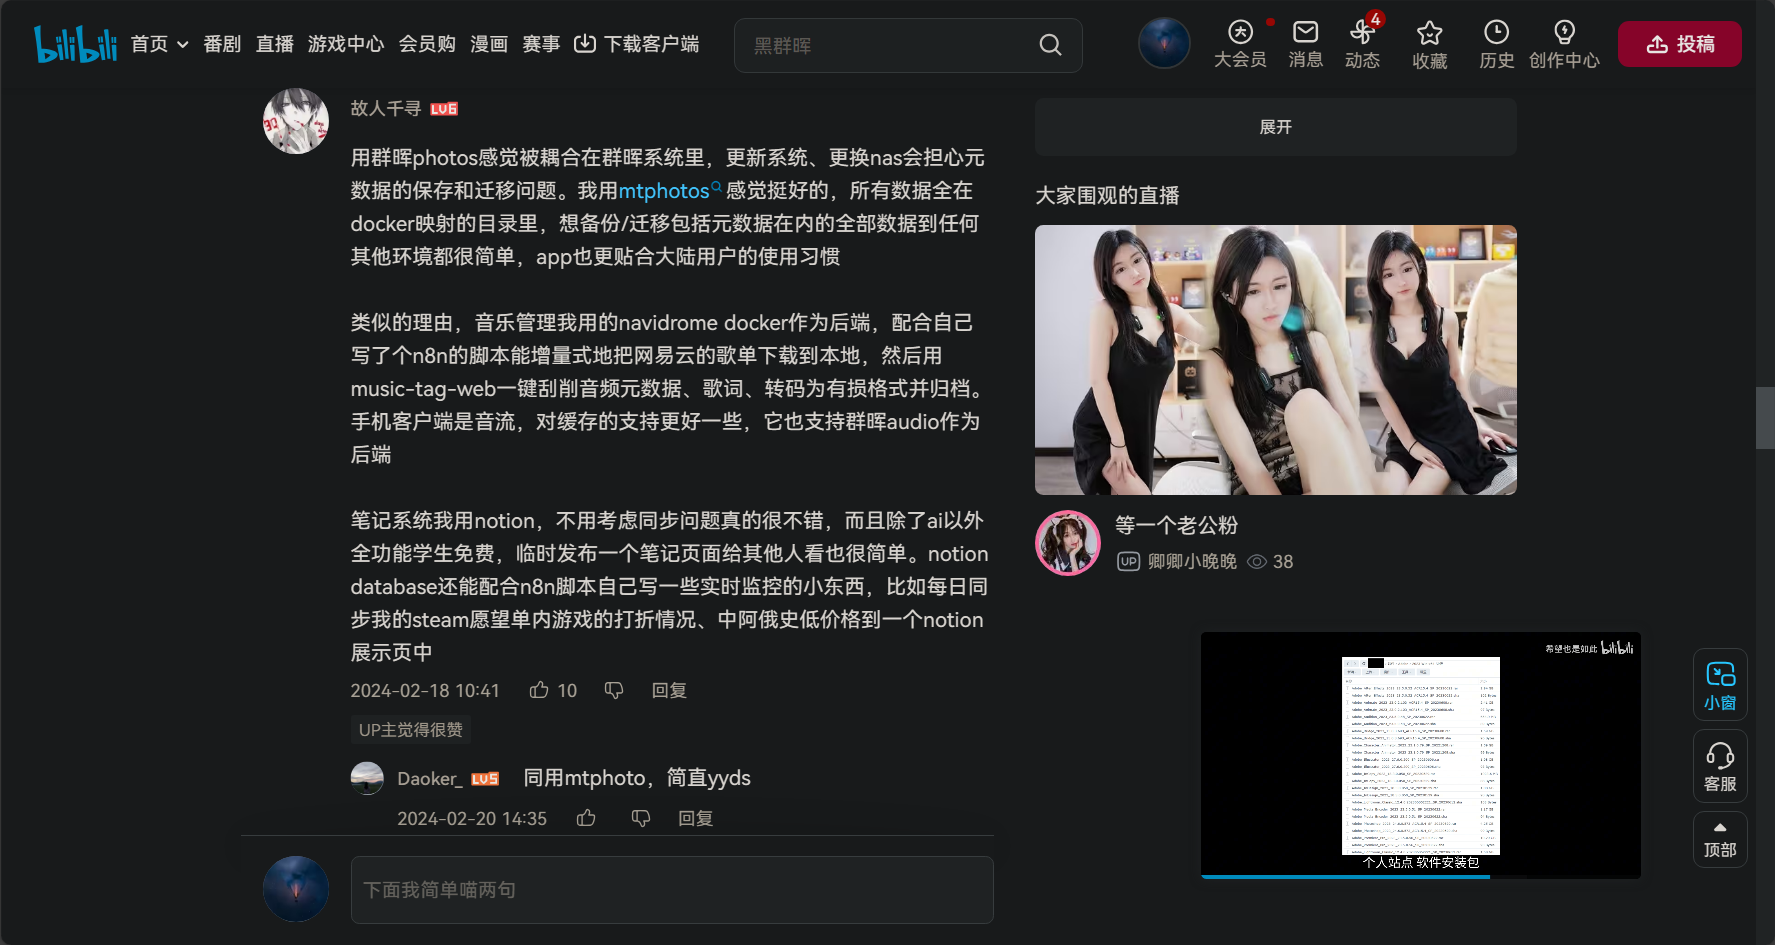 bilibili 首页 番剧 直播 游戏中心 会员购 漫画 赛事 下载客户端
黑群晖
大会员 消息 4 动态 收藏 历史 创作中心 投稿
故人千寻 LV6
用群晖photos感觉被耦合在群晖系统里，更新系统、更换nas会担心元
数据的保存和迁移问题。我用mtphotos 感觉挺好的，所有数据全在
docker映射的目录里，想备份/迁移包括元数据在内的全部数据到任何
其他环境都很简单，app也更贴合大陆用户的使用习惯
类似的理由，音乐管理我用的navidrome docker作为后端，配合自己
写了个n8n的脚本能增量式地把网易云的歌单下载到本地，然后用
music-tag-web一键刮削音频元数据、歌词、转码为有损格式并归档。
手机客户端是音流，对缓存的支持更好一些，它也支持群晖audio作为
后端
笔记系统我用notion，不用考虑同步问题真的很不错，而且除了ai以外
全功能学生免费，临时发布一个笔记页面给其他人看也很简单。notion
database还能配合n8n脚本自己写一些实时监控的小东西，比如每日同
步我的steam愿望单内游戏的打折情况、中阿俄史低价格到一个notion
展示页中
2024-02-18 10:41 10 回复
UP主觉得很赞
Daoker_ LV5 同用mtphoto，简直yyds
2024-02-20 14:35 回复
下面我简单喵两句
展开
大家围观的直播
等一个老公粉
UP 卿卿小晚晚 38
希望也是如此 bilibili
个人站点 软件安装包
小窗
客服
顶部